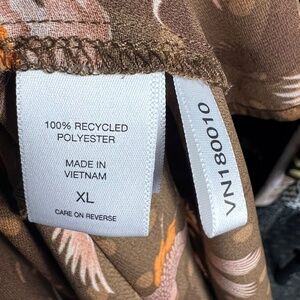 100% RECYCLED
POLYESTER
MADE IN
VIETNAM
XL
CARE ON REVERSE
VN180010